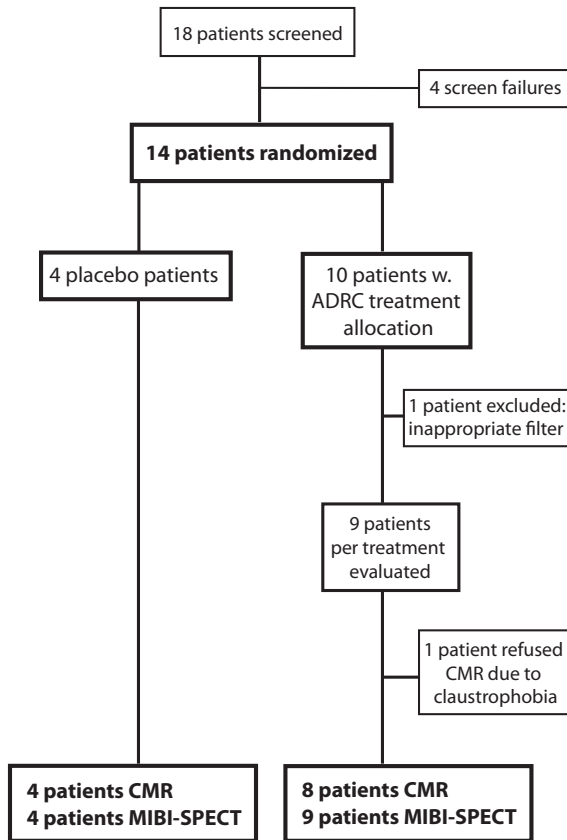 18 patients screened
4 screen failures
14 patients randomized
4 placebo patients
10 patients w.
ADRC treatment
allocation
1 patient excluded:
inappropriate filter
9 patients
per treatment
evaluated
1 patient refused
CMR due to
claustrophobia
4 patients CMR
4 patients MIBI-SPECT
8 patients CMR
9 patients MIBI-SPECT